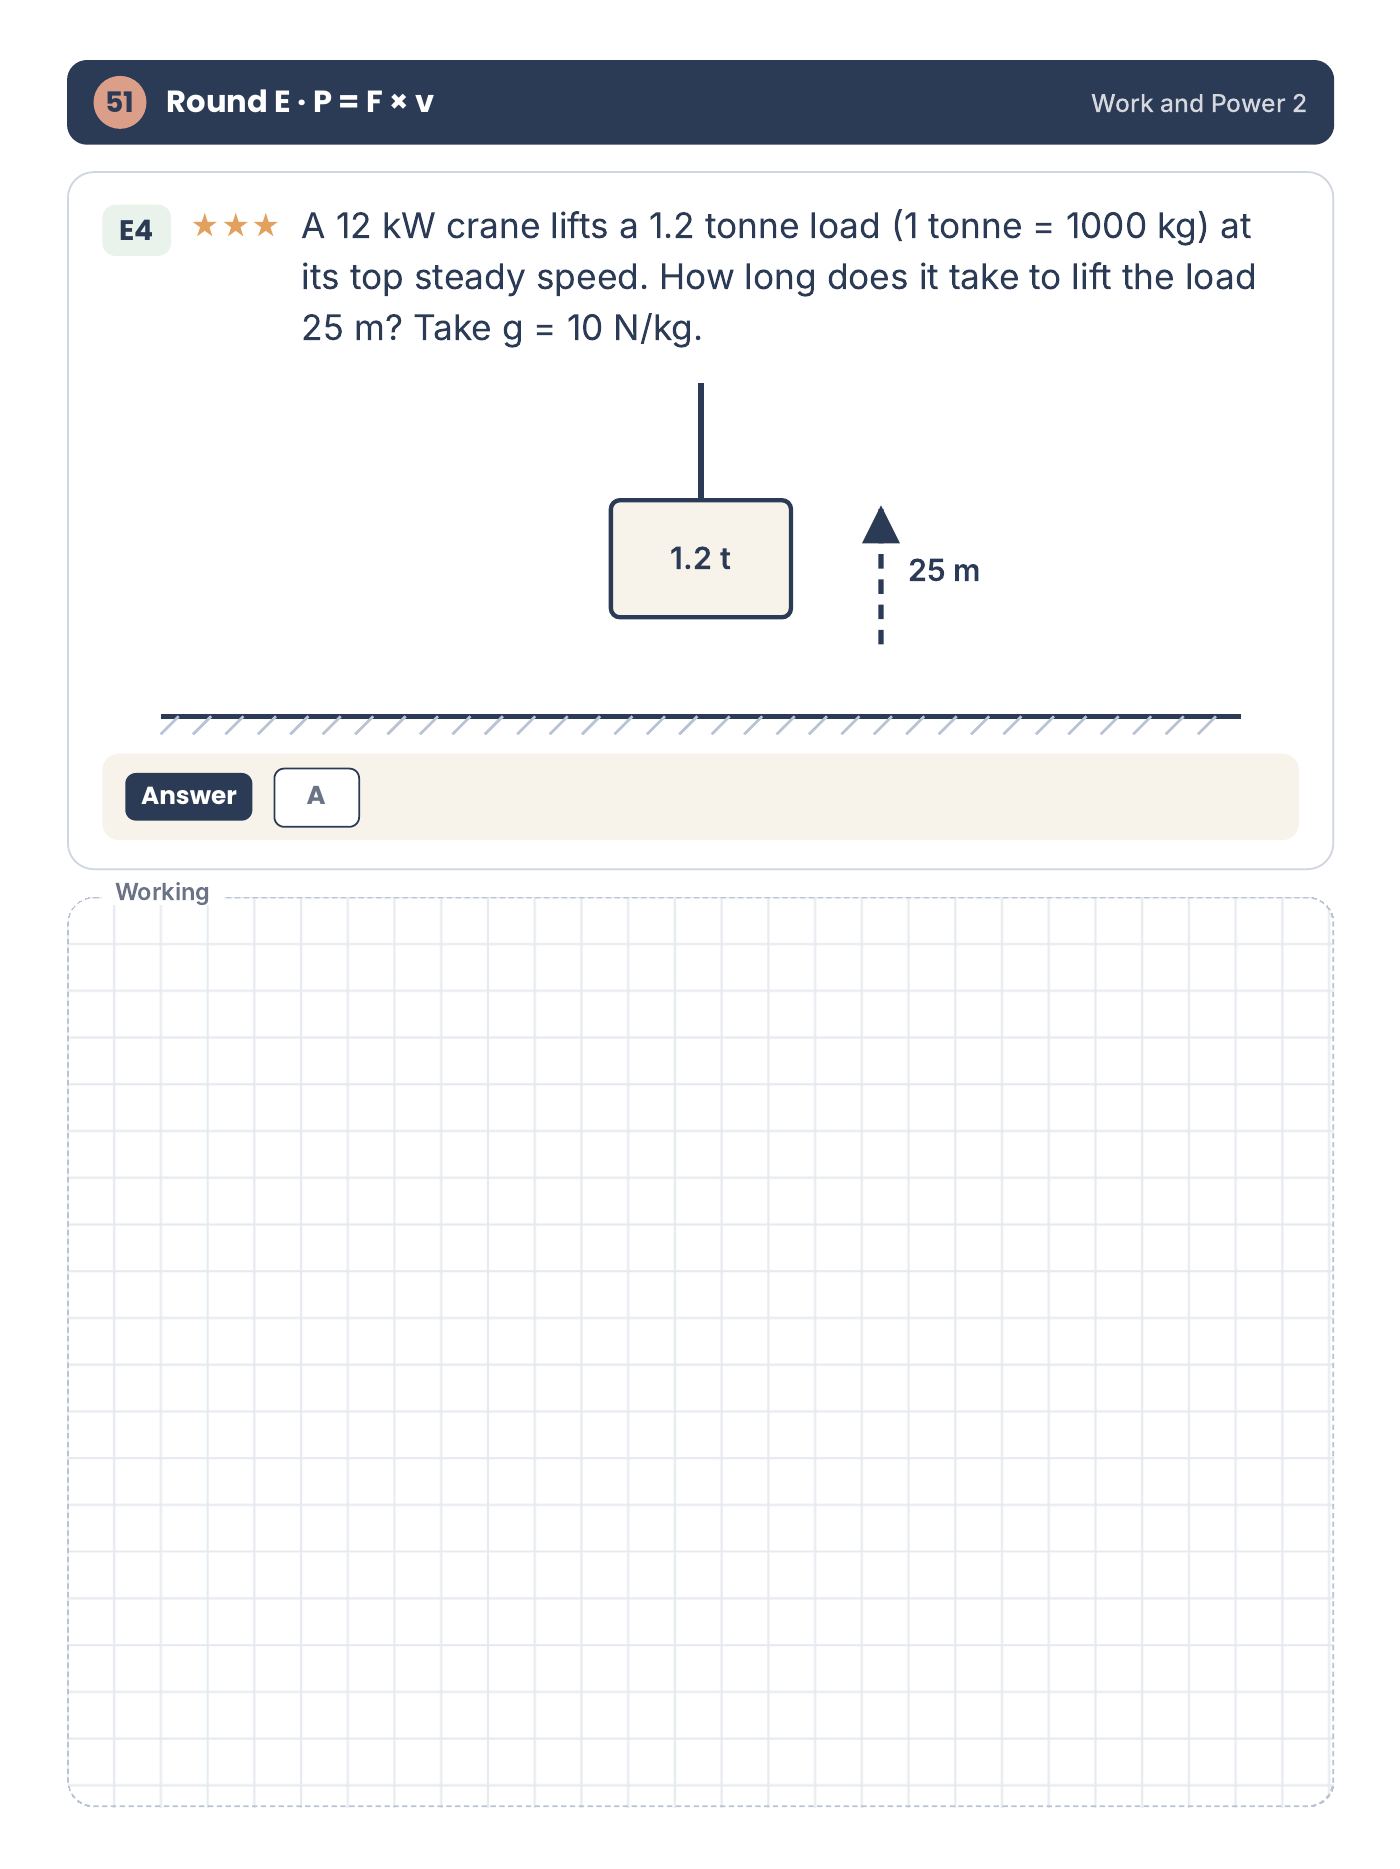 51 Round E · P = F × v
Work and Power 2
E4 ★★★ A 12 kW crane lifts a 1.2 tonne load (1 tonne = 1000 kg) at
its top steady speed. How long does it take to lift the load
25 m? Take g = 10 N/kg.
1.2 t
25 m
Answer A
Working